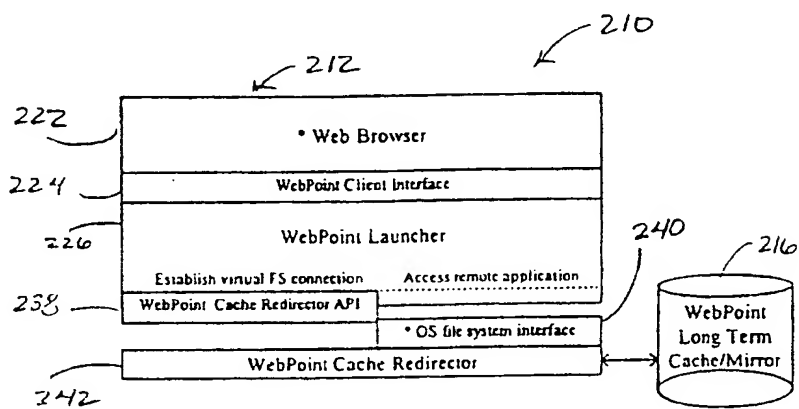 210
212
222
* Web Browser
224
WebPoint Client Interface
226
WebPoint Launcher
240
216
Establish virtual FS connection
Access remote application
238
WebPoint Cache Redirector API
* OS file system interface
WebPoint
Long Term
Cache/Mirror
WebPoint Cache Redirector
342